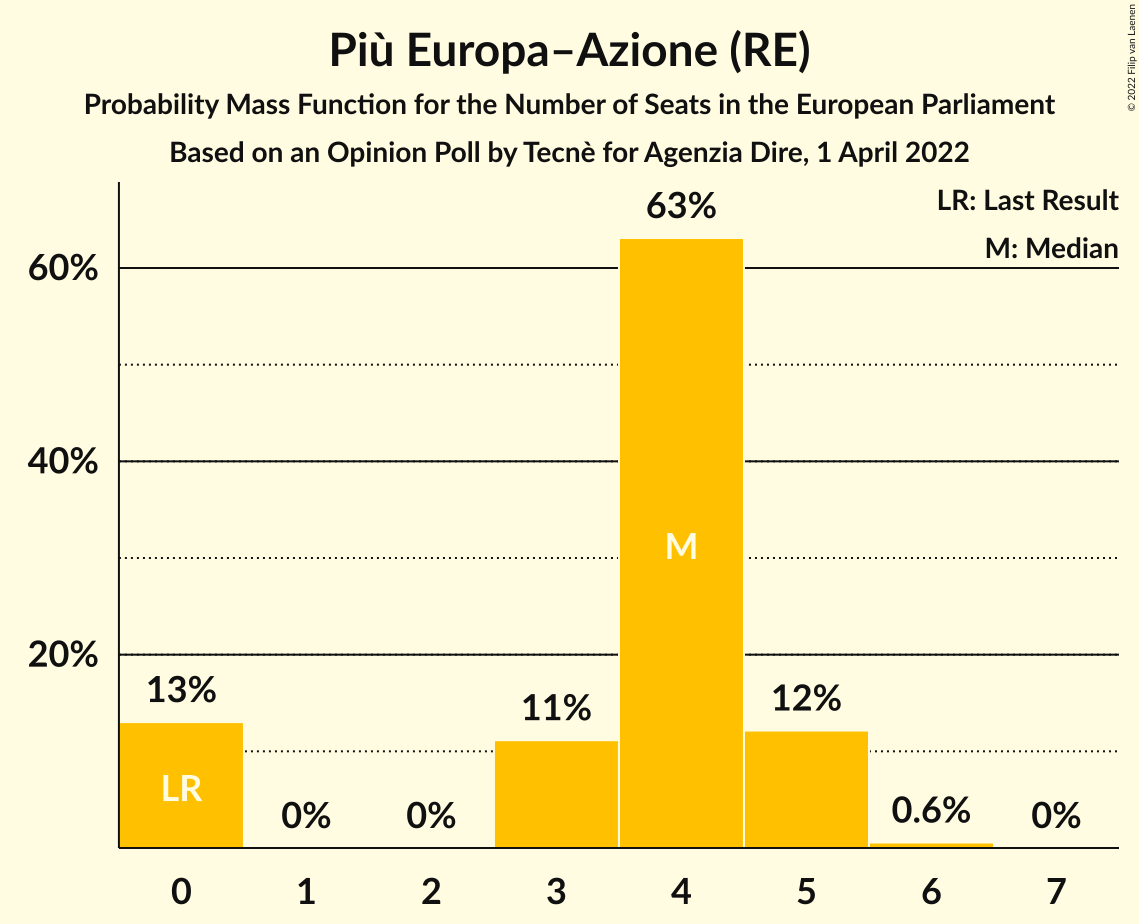 Più Europa–Azione (RE)
Probability Mass Function for the Number of Seats in the European Parliament
Based on an Opinion Poll by Tecnè for Agenzia Dire, 1 April 2022
© 2022 Filip van Laenen
LR: Last Result
M: Median
60%
40%
20%
13%
0%
0%
11%
63%
12%
0.6%
0%
LR
M
0 1 2 3 4 5 6 7